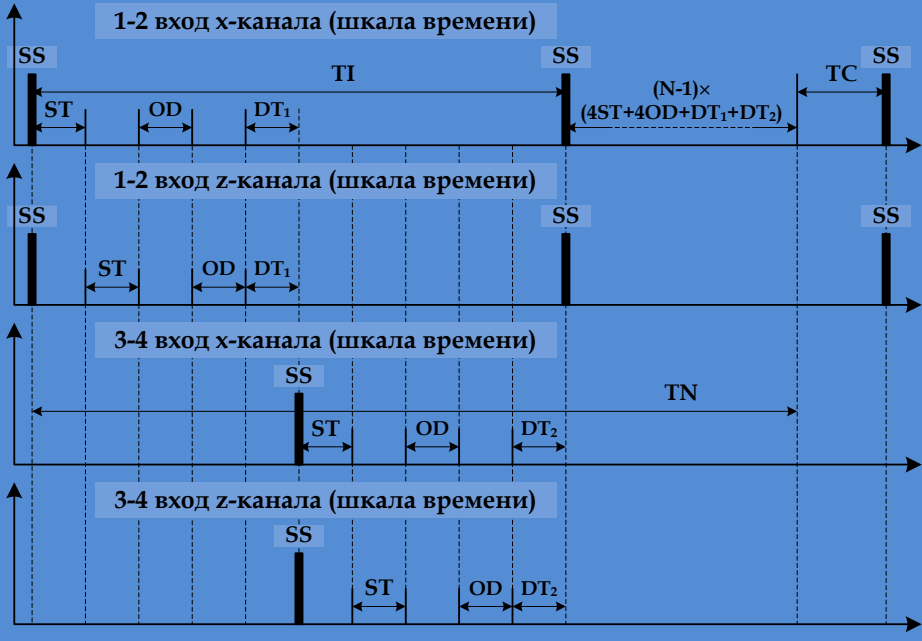 1-2 вход x-канала (шкала времени)
SS SS SS
TI TC
(N-1)×
(4ST+4OD+DT₁+DT₂)
ST OD DT₁
1-2 вход z-канала (шкала времени)
SS SS SS
ST OD DT₁
3-4 вход x-канала (шкала времени)
SS
TN
ST OD DT₂
3-4 вход z-канала (шкала времени)
SS
ST OD DT₂